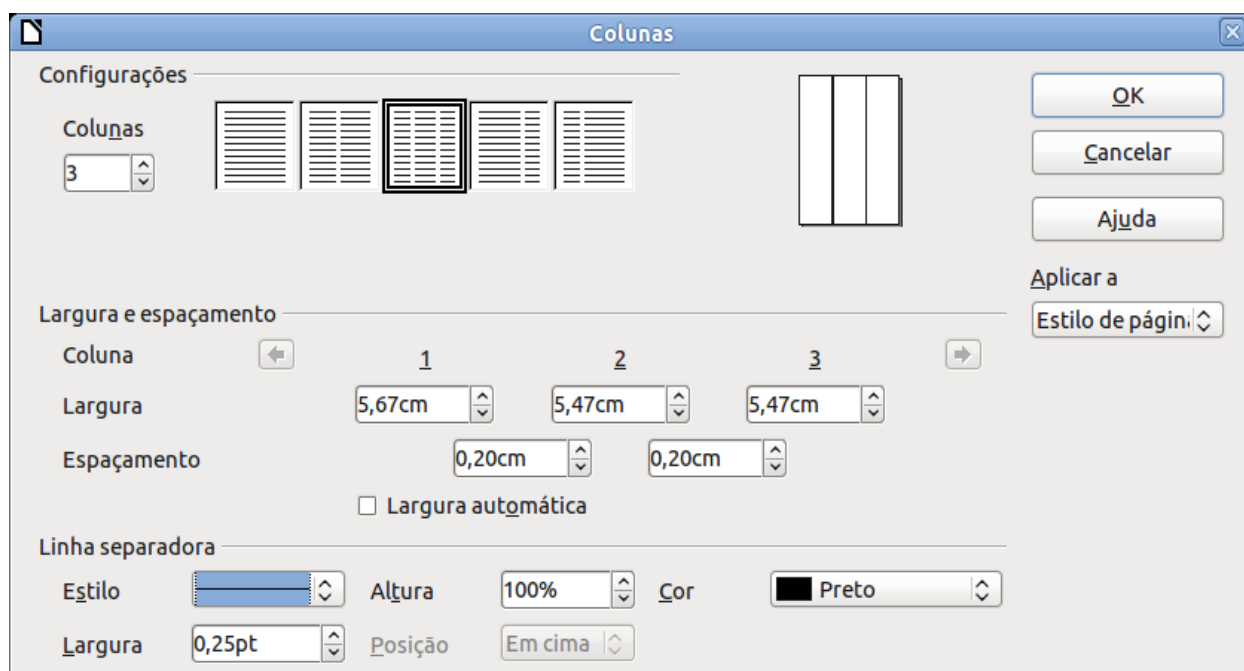 Colunas
Configurações
Colunas
3
OK
Cancelar
Ajuda
Aplicar a
Estilo de págin
Largura e espaçamento
Coluna 1 2 3
Largura 5,67cm 5,47cm 5,47cm
Espaçamento 0,20cm 0,20cm
Largura automática
Linha separadora
Estilo Altura 100% Cor Preto
Largura 0,25pt Posição Em cima